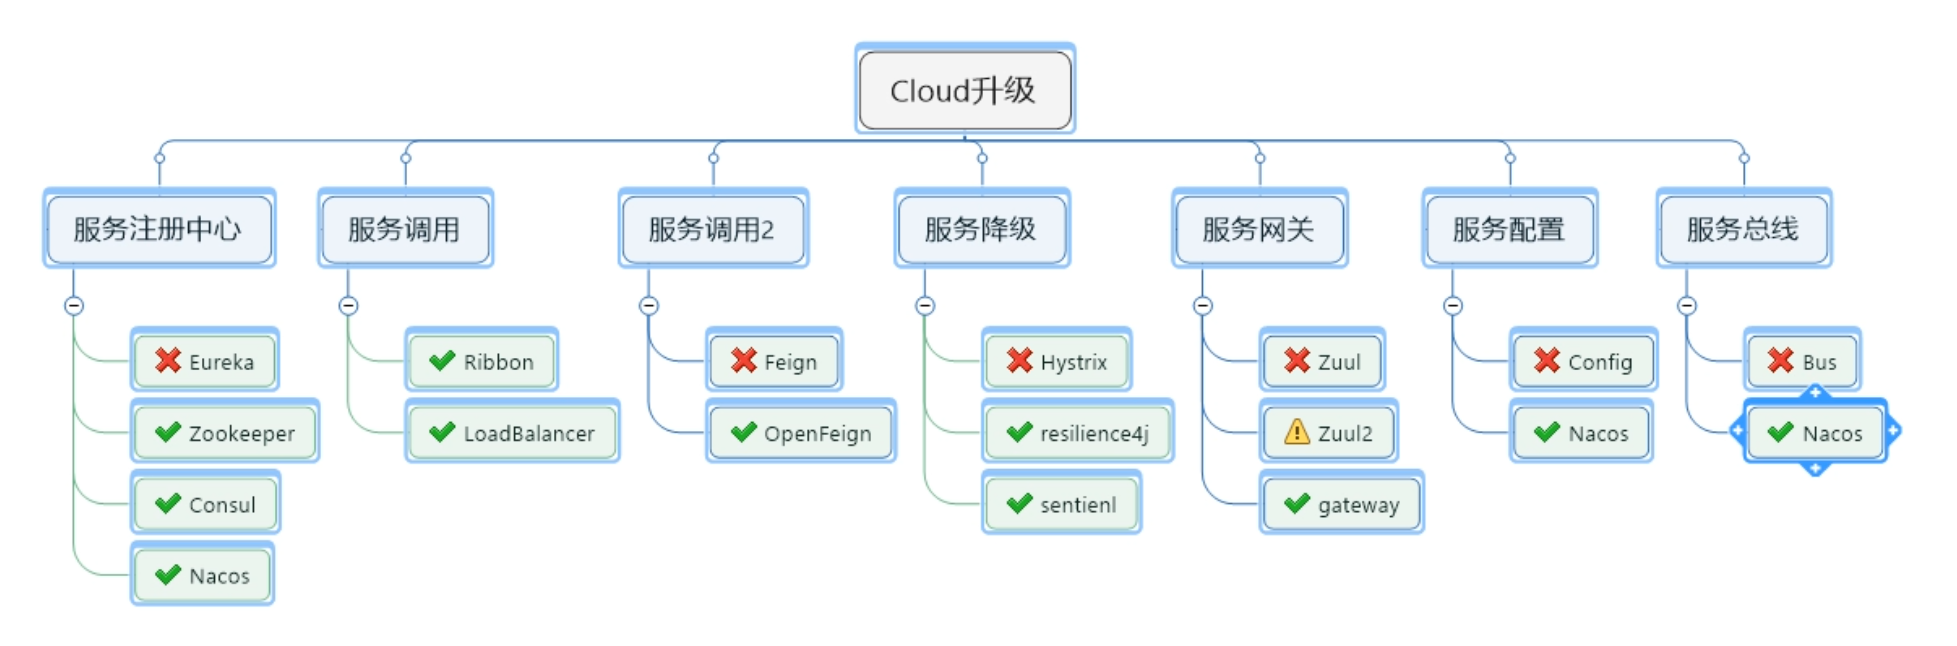 Cloud升级
服务注册中心
服务调用
服务调用2
服务降级
服务网关
服务配置
服务总线
Eureka
Zookeeper
Consul
Nacos
Ribbon
LoadBalancer
Feign
OpenFeign
Hystrix
resilience4j
sentienl
Zuul
Zuul2
gateway
Config
Nacos
Bus
Nacos